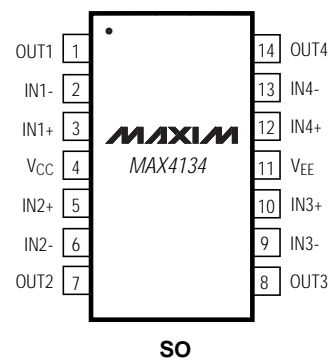 OUT1 1 14 OUT4
IN1- 2 13 IN4-
IN1+ 3 MAXIM 12 IN4+
VCC 4 MAX4134 11 VEE
IN2+ 5 10 IN3+
IN2- 6 9 IN3-
OUT2 7 8 OUT3
SO